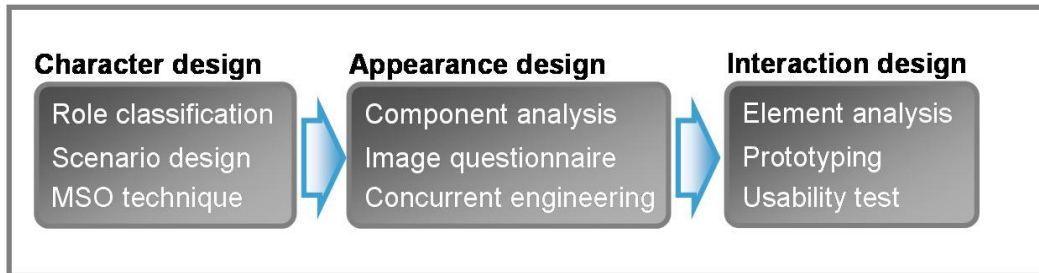 Character design
Role classification
Scenario design
MSO technique
Appearance design
Component analysis
Image questionnaire
Concurrent engineering
Interaction design
Element analysis
Prototyping
Usability test